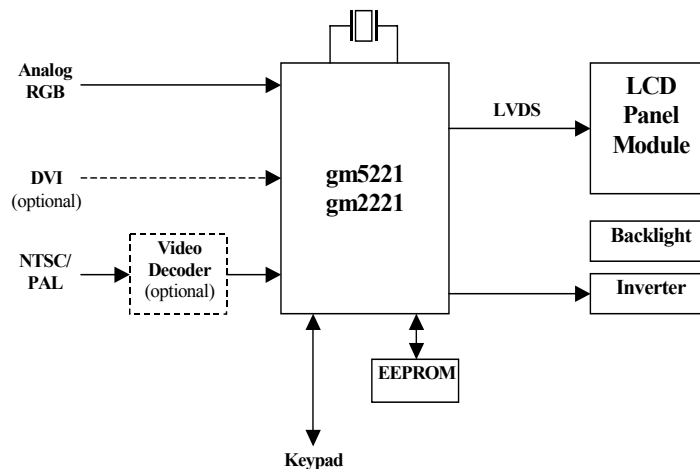 Analog
RGB
DVI
(optional)
NTSC/
PAL
Video
Decoder
(optional)
gm5221
gm2221
LVDS
LCD
Panel
Module
Backlight
Inverter
EEPROM
Keypad